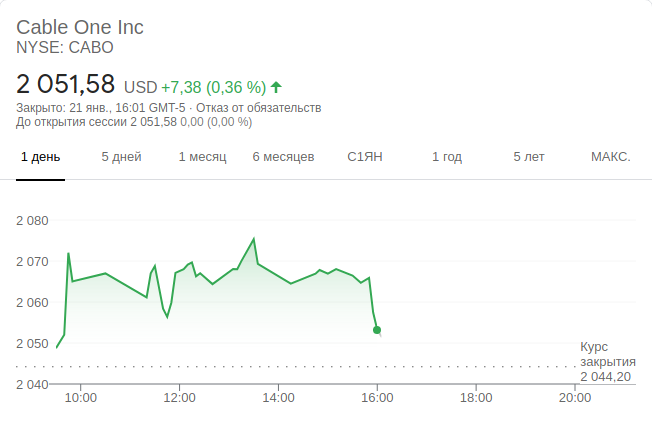 Cable One Inc
NYSE: CABO
2 051,58 USD +7,38 (0,36 %)
Закрыто: 21 янв., 16:01 GMT-5 · Отказ от обязательств
До открытия сессии 2 051,58 0,00 (0,00 %)
1 день 5 дней 1 месяц 6 месяцев С1ЯН 1 год 5 лет МАКС.
2 080
2 070
2 060
2 050
2 040
Курс
закрытия
2 044,20
10:00 12:00 14:00 16:00 18:00 20:00